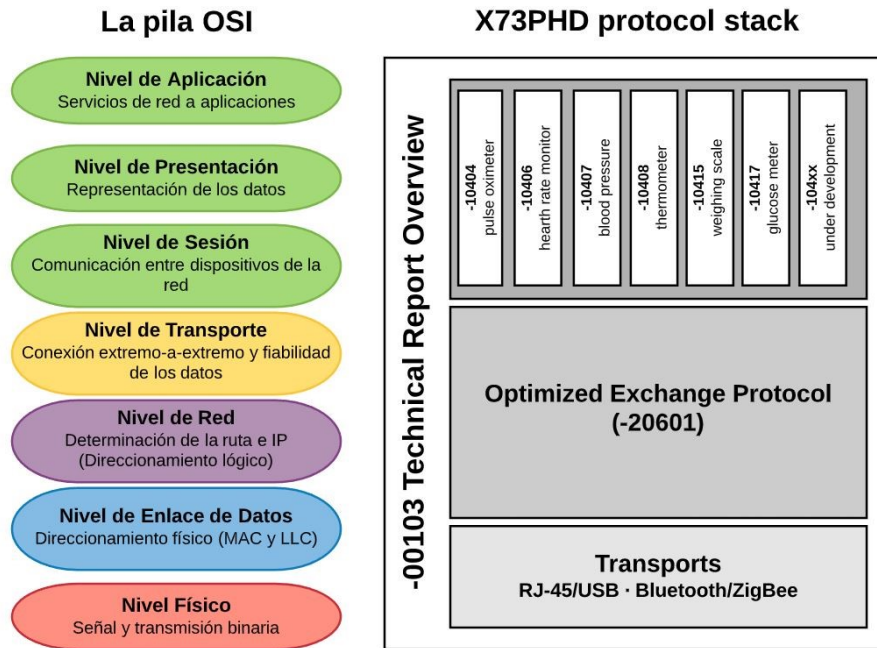 La pila OSI
Nivel de Aplicación
Servicios de red a aplicaciones
Nivel de Presentación
Representación de los datos
Nivel de Sesión
Comunicación entre dispositivos de la
red
Nivel de Transporte
Conexión extremo-a-extremo y fiabilidad
de los datos
Nivel de Red
Determinación de la ruta e IP
(Direccionamiento lógico)
Nivel de Enlace de Datos
Direccionamiento físico (MAC y LLC)
Nivel Físico
Señal y transmisión binaria
X73PHD protocol stack
-00103 Technical Report Overview
-10404
pulse oximeter
-10406
hearth rate monitor
-10407
blood pressure
-10408
thermometer
-10415
weighing scale
-10417
glucose meter
-104xx
under development
Optimized Exchange Protocol
(-20601)
Transports
RJ-45/USB · Bluetooth/ZigBee